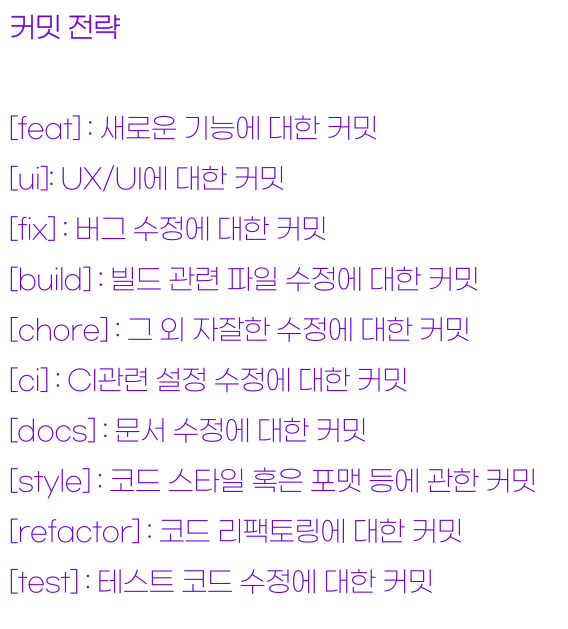 커밋 전략
[feat] : 새로운 기능에 대한 커밋
[ui]: UX/UI에 대한 커밋
[fix] : 버그 수정에 대한 커밋
[build] : 빌드 관련 파일 수정에 대한 커밋
[chore] : 그 외 자잘한 수정에 대한 커밋
[ci] : CI관련 설정 수정에 대한 커밋
[docs] : 문서 수정에 대한 커밋
[style] : 코드 스타일 혹은 포맷 등에 관한 커밋
[refactor] : 코드 리팩토링에 대한 커밋
[test] : 테스트 코드 수정에 대한 커밋